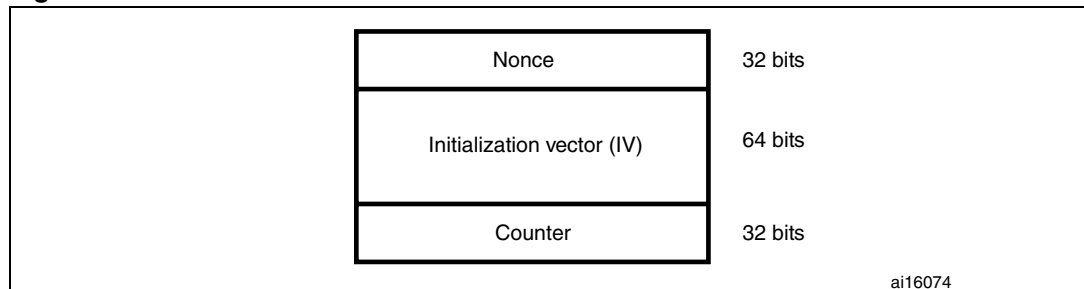 Nonce 32 bits
Initialization vector (IV) 64 bits
Counter 32 bits
ai16074